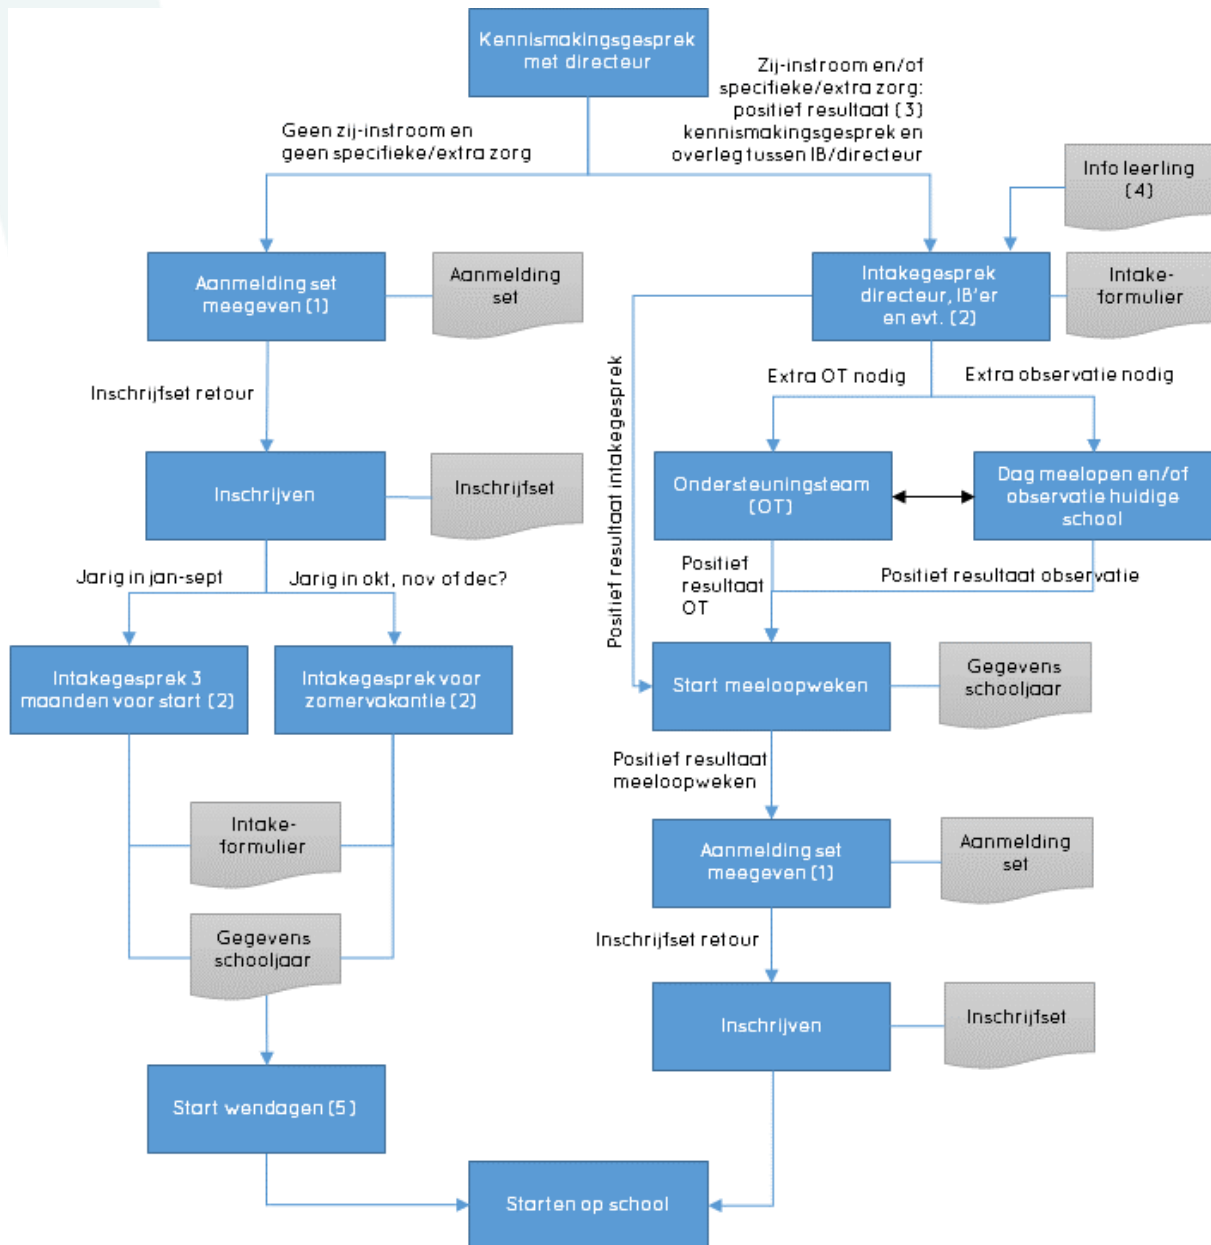 Kennismakingsgesprek
met directeur
Zij-instroom en/of
specifieke/extra zorg:
positief resultaat (3)
kennismakingsgesprek en
overleg tussen IB/directeur
Geen zij-instroom en
geen specifieke/extra zorg
Info leerling
(4)
Aanmelding set
meegeven (1)
Aanmelding
set
Intakegesprek
directeur, IB'er
en evt. (2)
Intake-
formulier
Inschrijfset retour
Positief resultaat intakegesprek
Extra OT nodig
Extra observatie nodig
Inschrijven
Inschrijfset
Ondersteuningsteam
(OT)
Dag meelopen en/of
observatie huidige
school
Jarig in jan-sept
Jarig in okt, nov of dec?
Positief
resultaat
OT
Positief resultaat observatie
Intakegesprek 3
maanden voor start (2)
Intakegesprek voor
zomervakantie (2)
Start meeloopweken
Gegevens
schooljaar
Positief resultaat
meeloopweken
Intake-
formulier
Aanmelding set
meegeven (1)
Aanmelding
set
Gegevens
schooljaar
Inschrijfset retour
Inschrijven
Inschrijfset
Start wendagen (5)
Starten op school